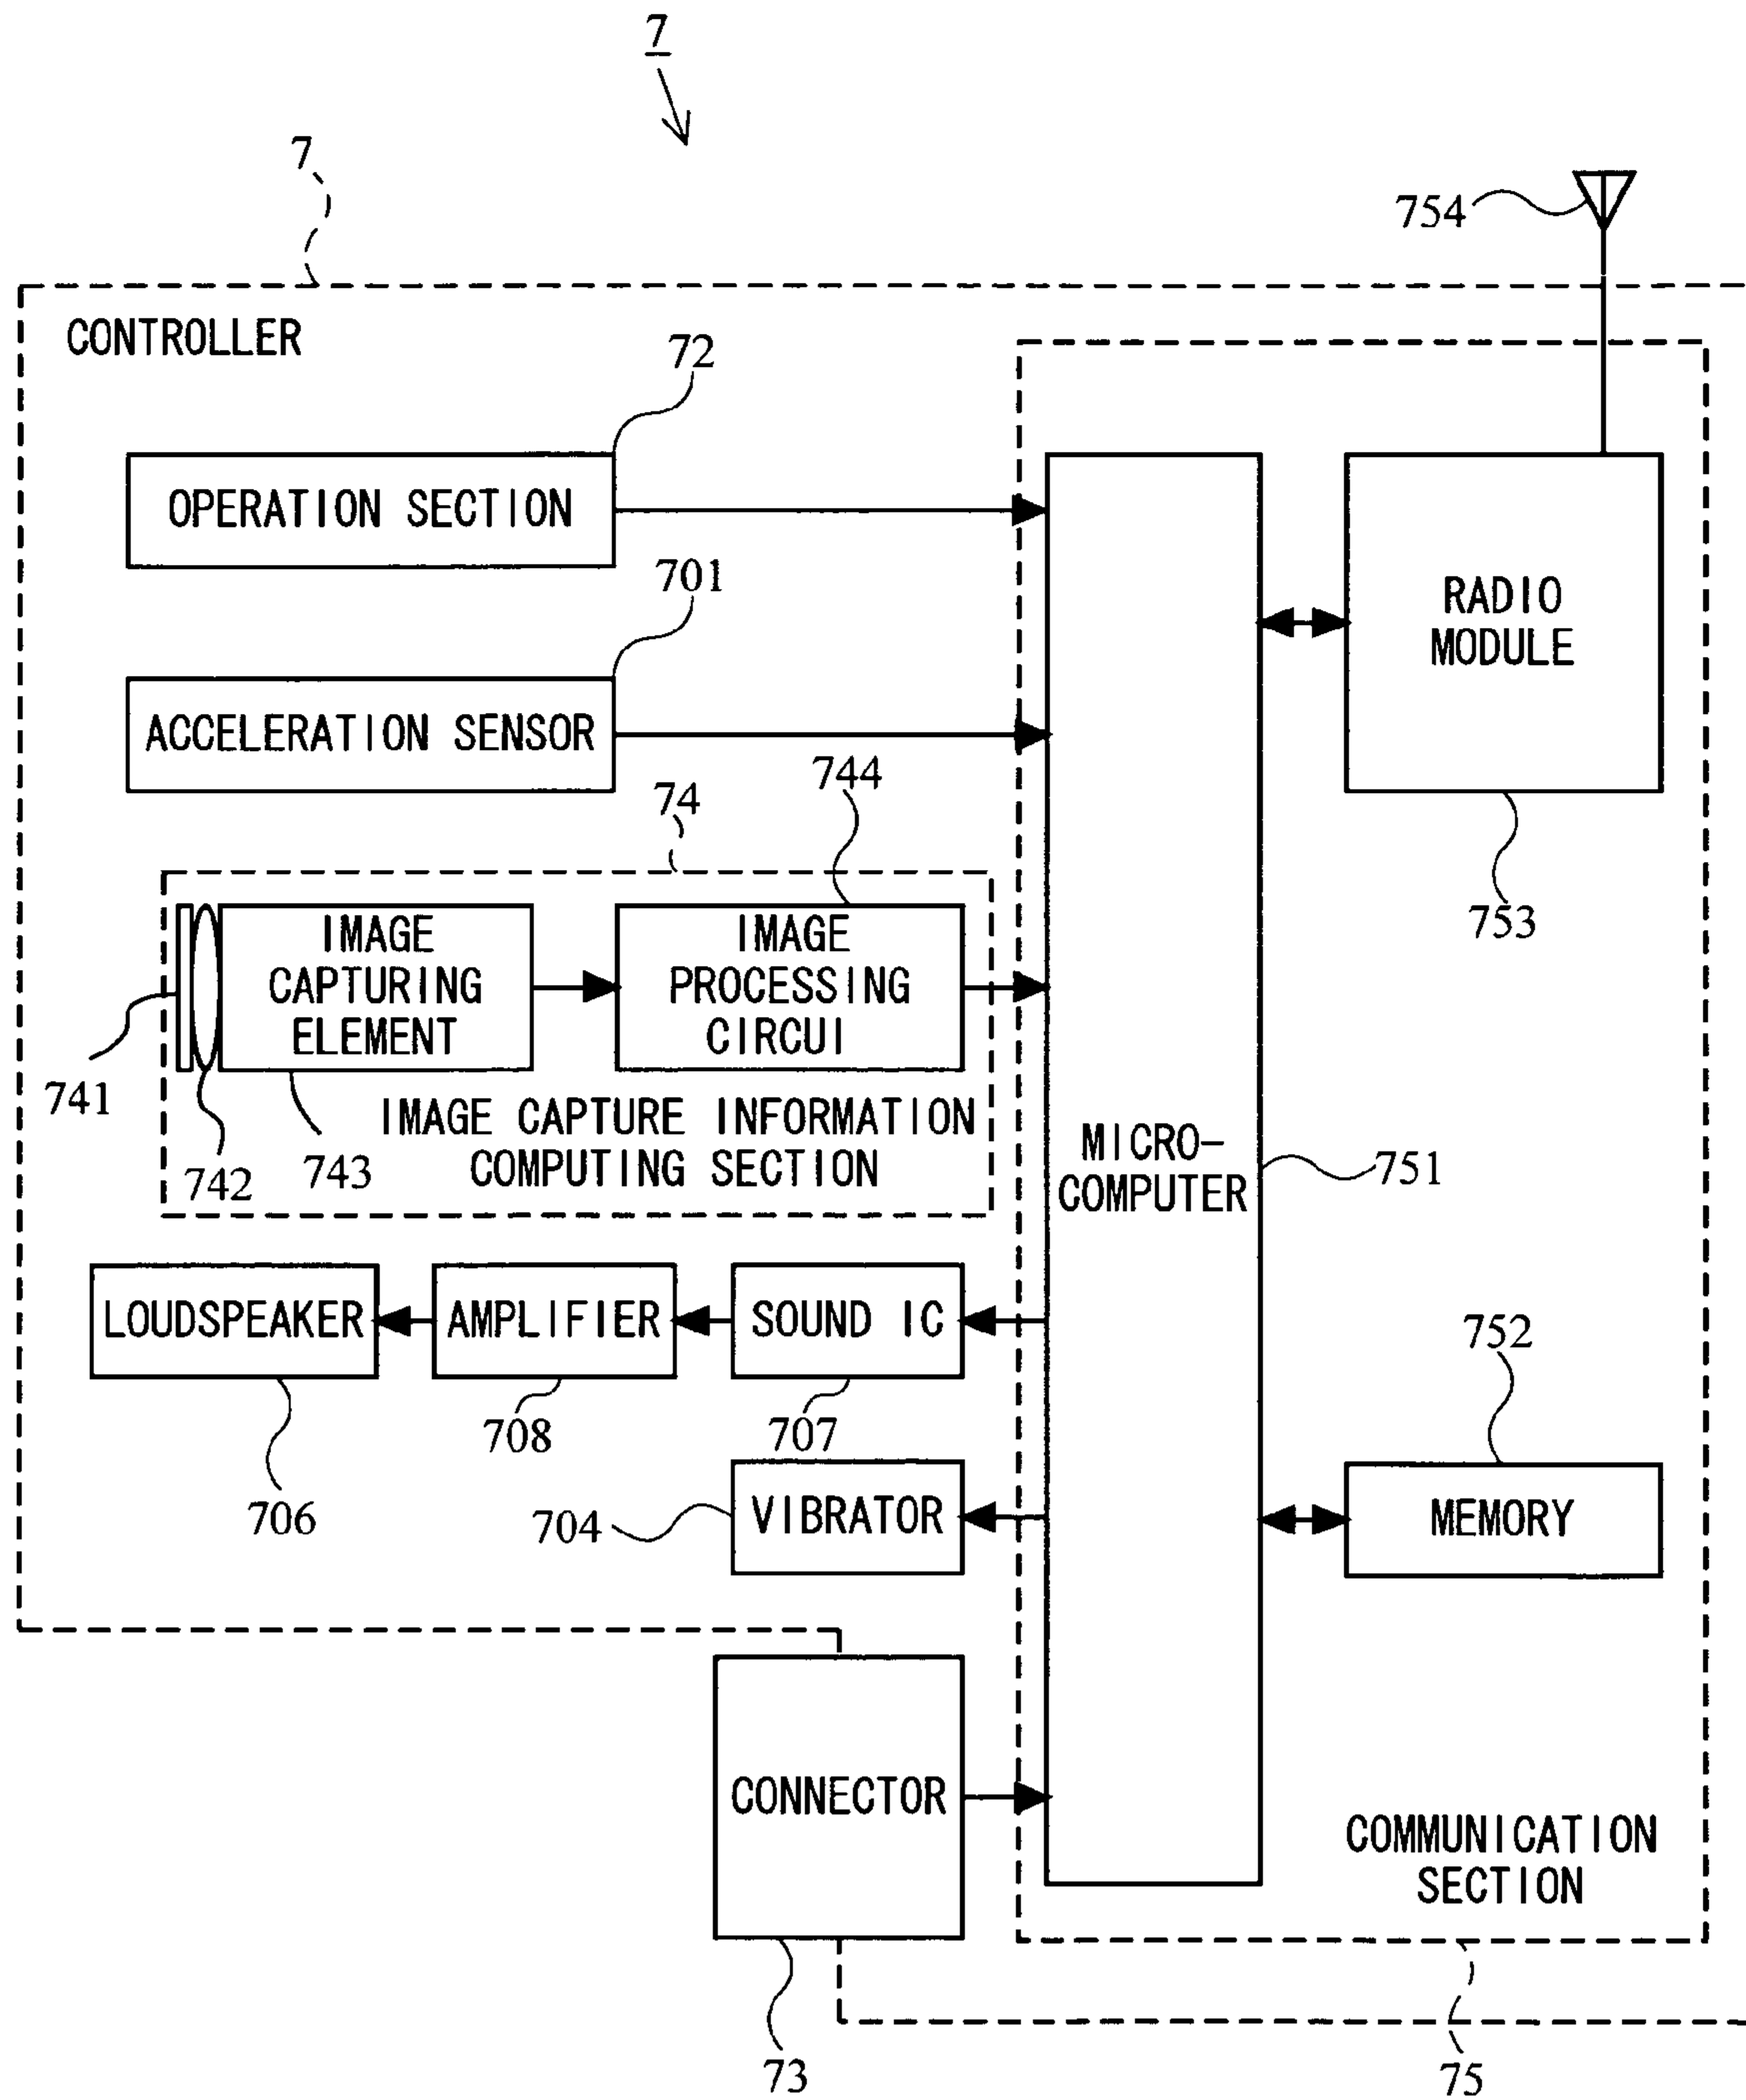 7
7
754
CONTROLLER
72
OPERATION SECTION
701
RADIO
MODULE
ACCELERATION SENSOR
744
74
753
IMAGE
CAPTURING
ELEMENT
IMAGE
PROCESSING
CIRCUI
741
742
743
IMAGE CAPTURE INFORMATION
COMPUTING SECTION
MICRO-
COMPUTER
751
LOUDSPEAKER
AMPLIFIER
SOUND IC
752
706
708
707
704
VIBRATOR
MEMORY
CONNECTOR
COMMUNICATION
SECTION
73
75